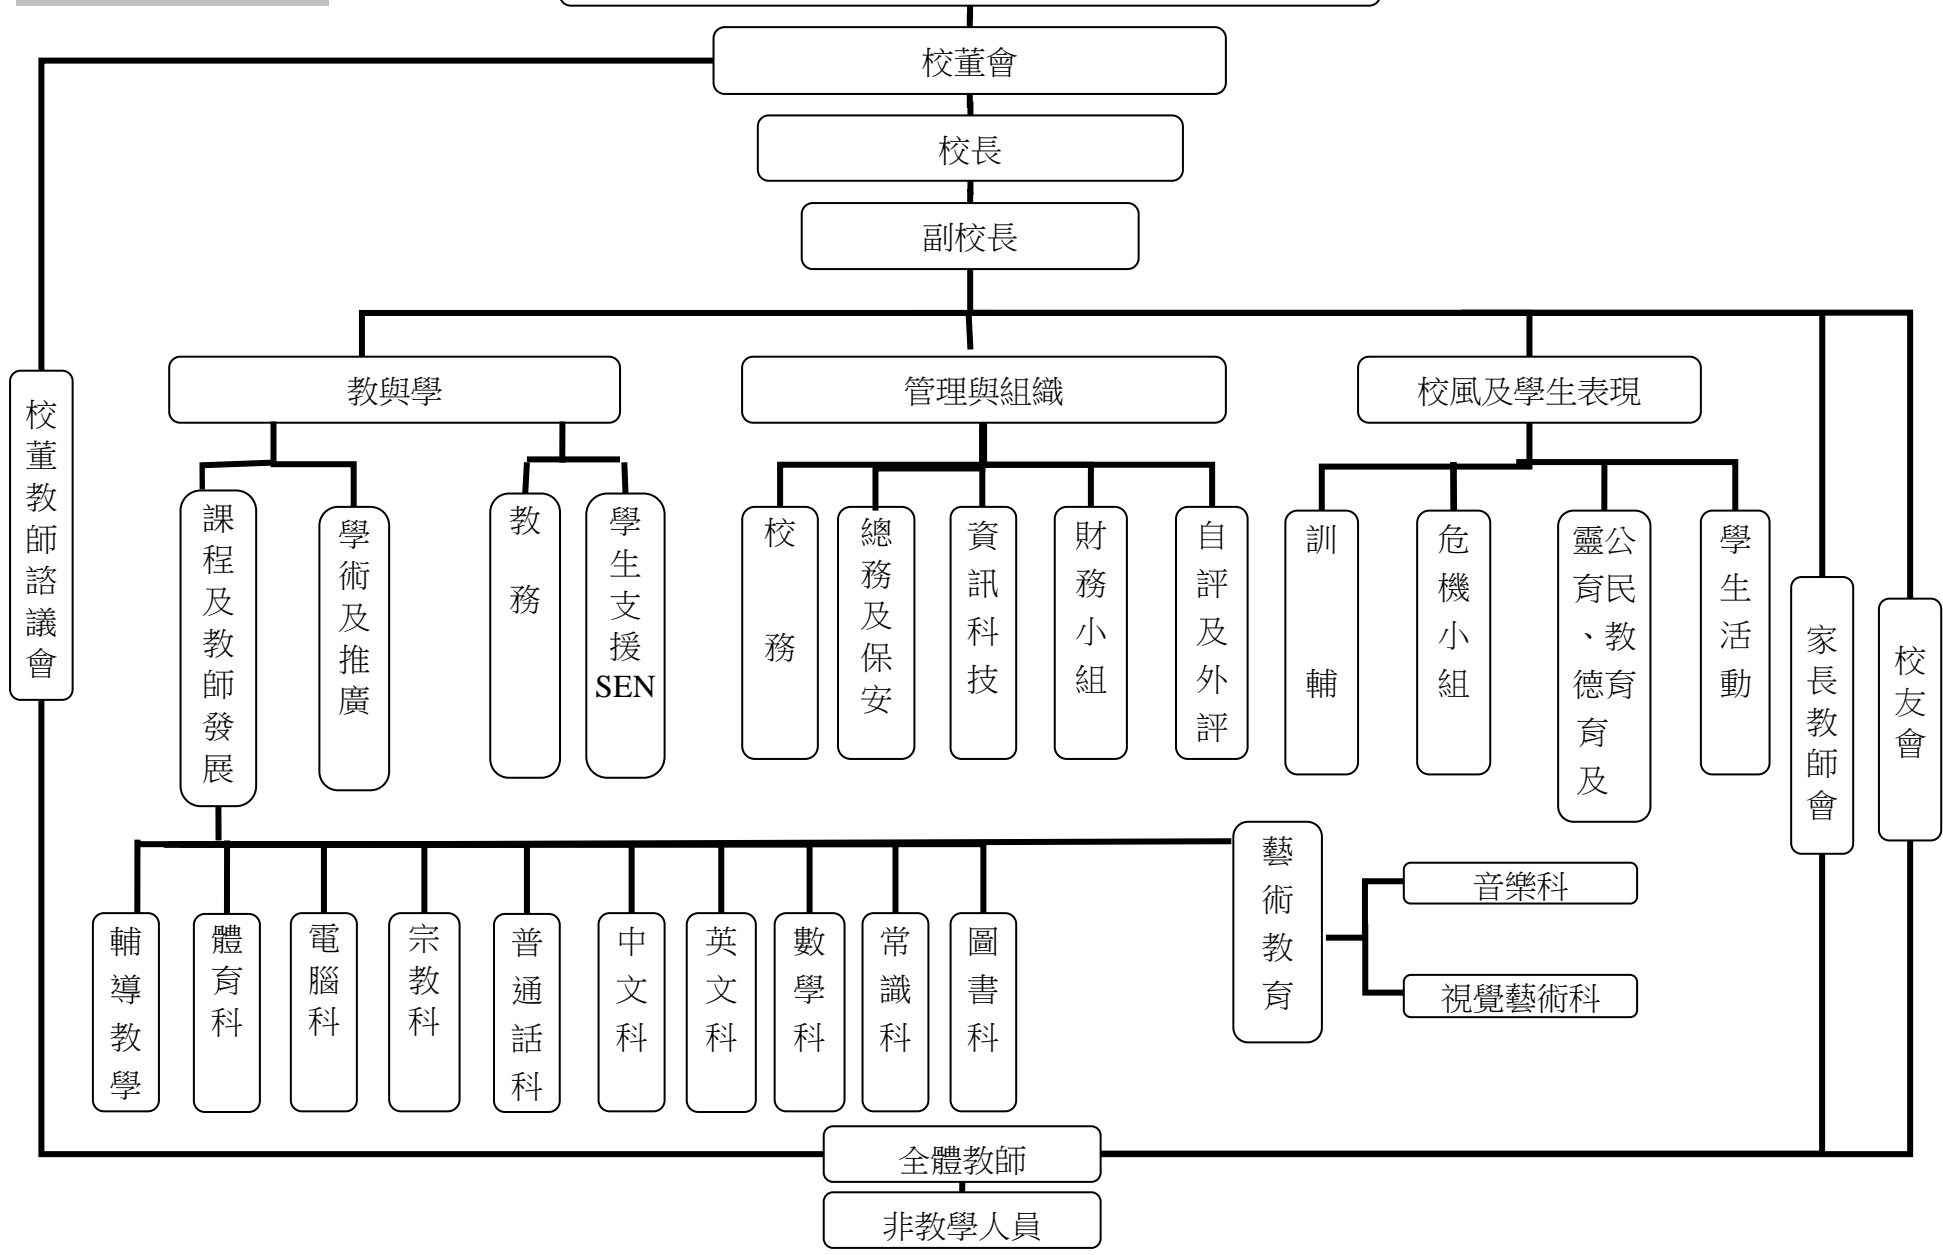 校董會
校長
副校長
教與學
管理與組織
校風及學生表現
校董教師諮議會
課程及教師發展
學術及推廣
教務
學生支援
SEN
校務
總務及保安
資訊科技
財務小組
自評及外評
訓輔
危機小組
靈育、德育及
公民教育
學生活動
家長教師會
校友會
輔導教學
體育科
電腦科
宗教科
普通話科
中文科
英文科
數學科
常識科
圖書科
藝術教育
音樂科
視覺藝術科
全體教師
非教學人員